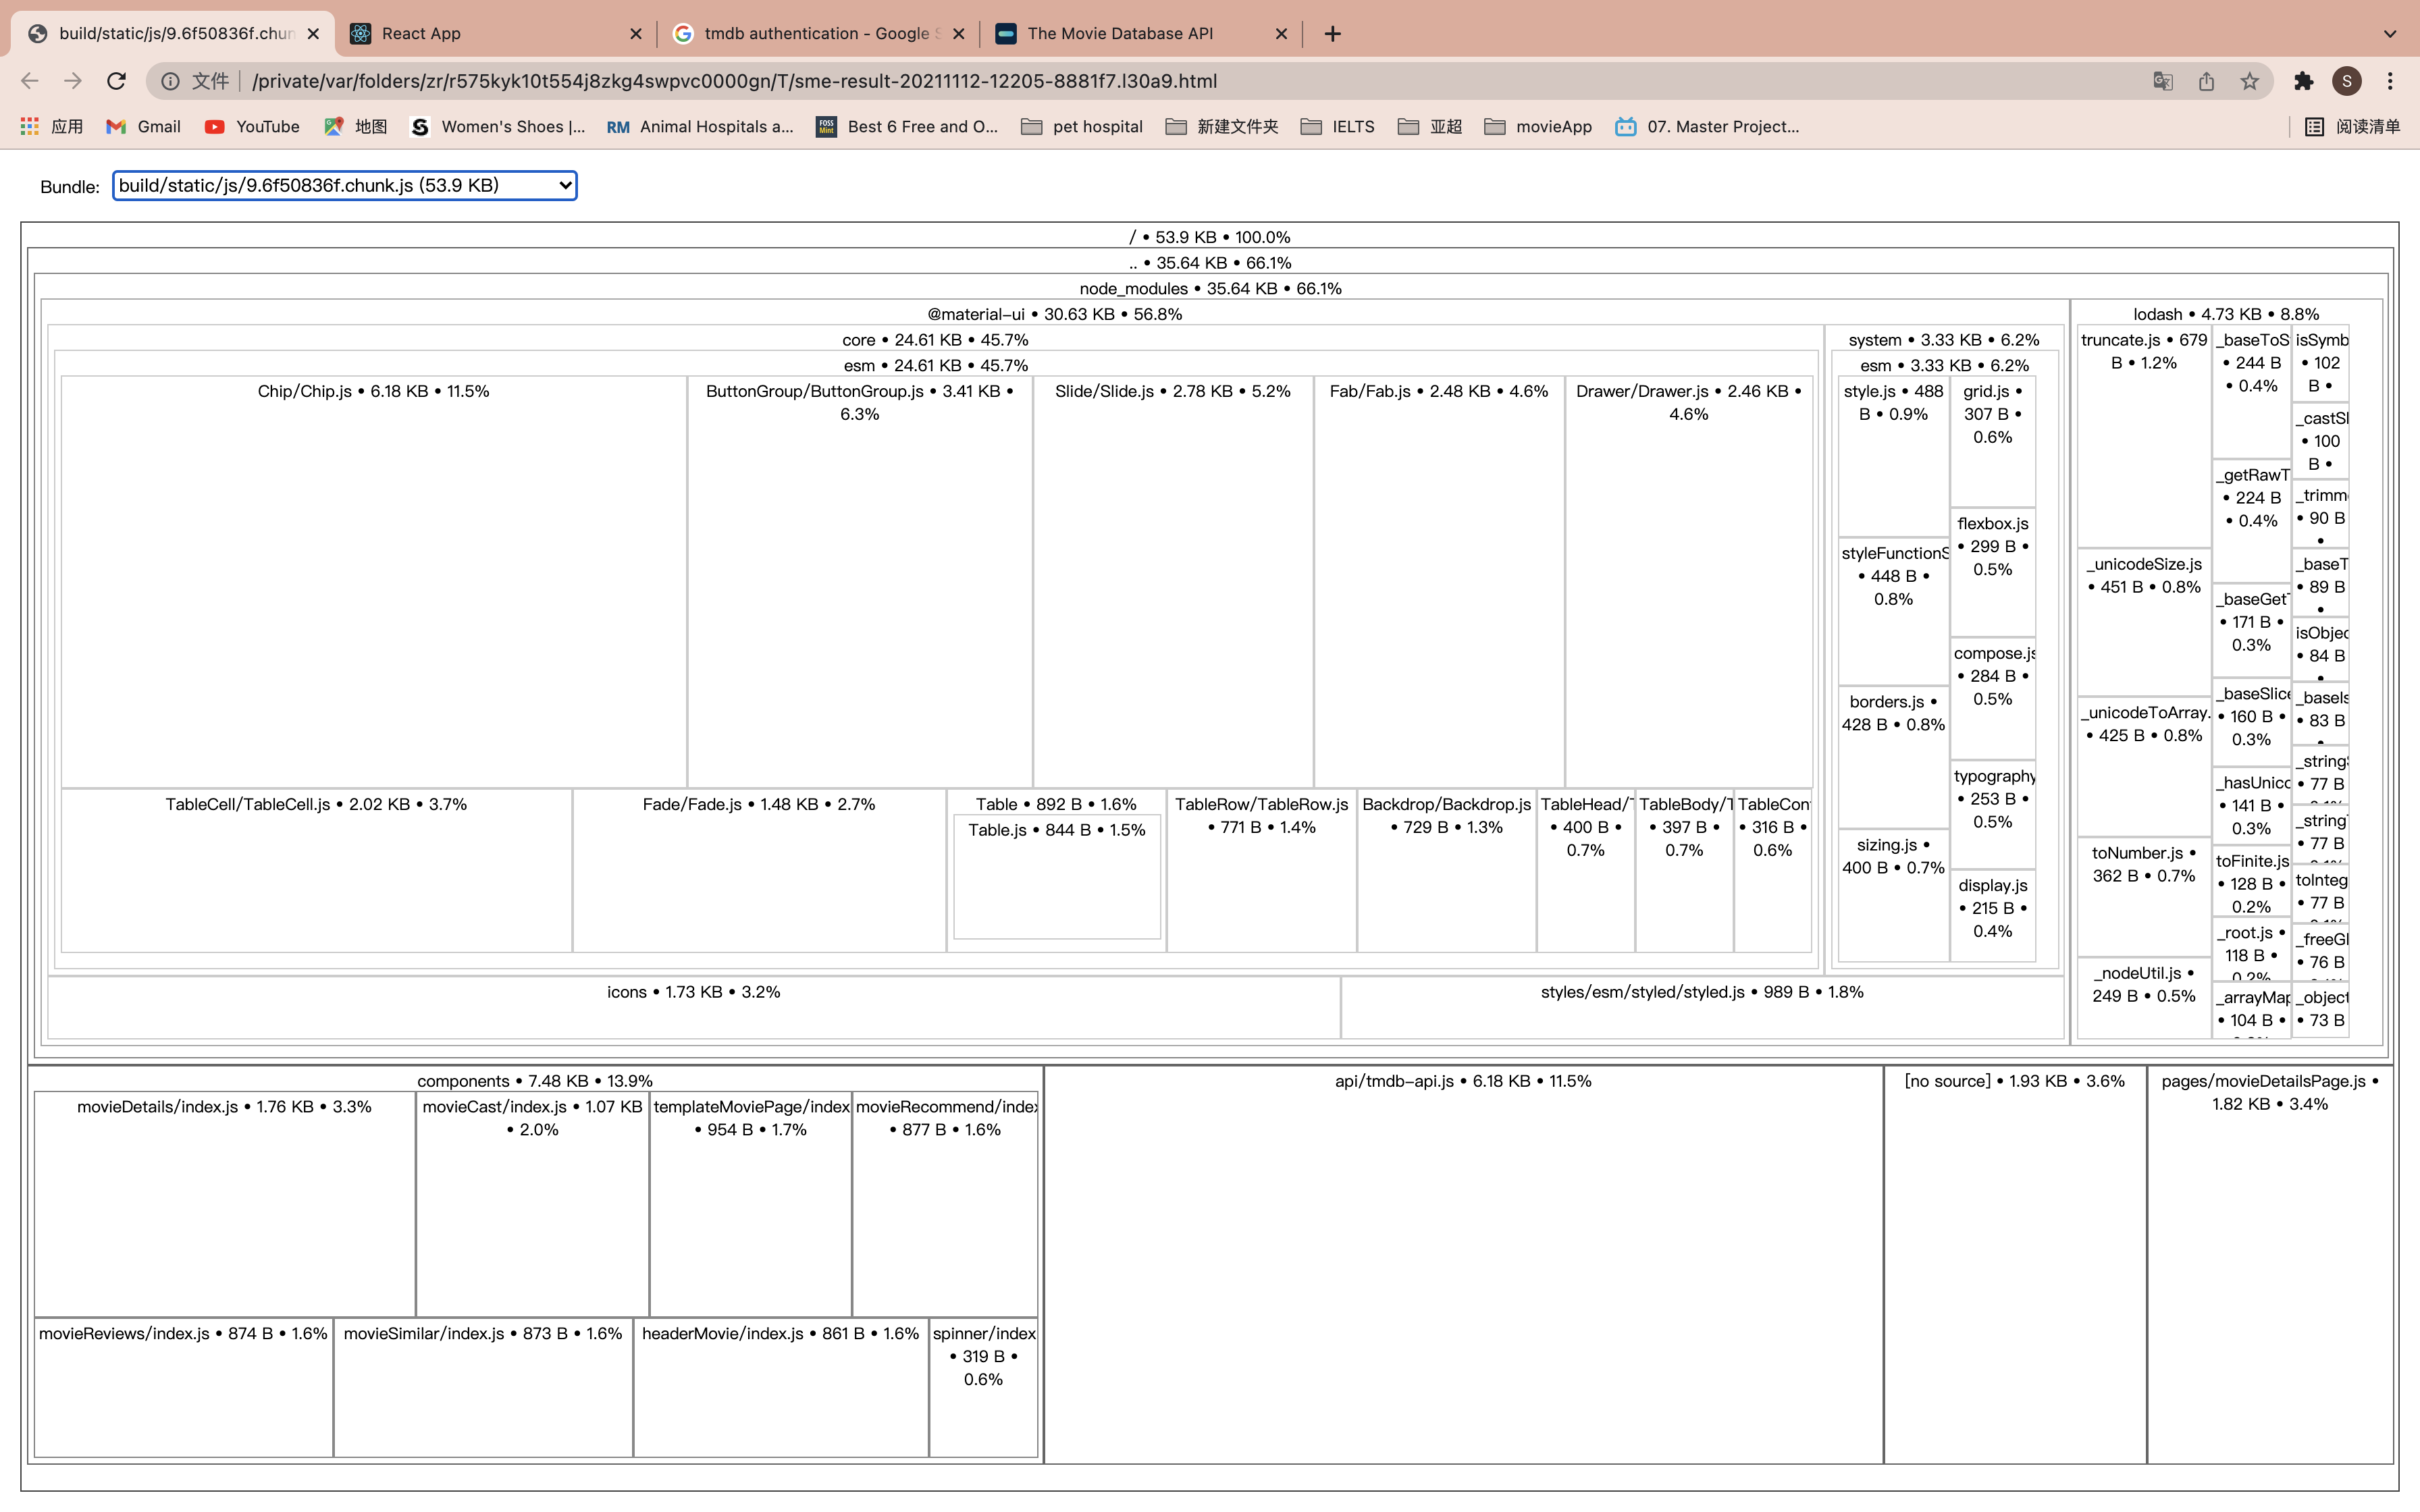 build/static/js/9.6f50836f.chun
React App
tmdb authentication - Google S
The Movie Database API
文件
/private/var/folders/zr/r575kyk10t554j8zkg4swpvc0000gn/T/sme-result-20211112-12205-8881f7.l30a9.html
S
应用
Gmail
YouTube
地图
Women's Shoes |...
RM Animal Hospitals a...
FOSS
Mint
Best 6 Free and O...
pet hospital
新建文件夹
IELTS
亚超
movieApp
07. Master Project...
阅读清单
Bundle:
build/static/js/9.6f50836f.chunk.js (53.9 KB)
/ • 53.9 KB • 100.0%
.. • 35.64 KB • 66.1%
node_modules • 35.64 KB • 66.1%
@material-ui • 30.63 KB • 56.8%
core • 24.61 KB • 45.7%
esm • 24.61 KB • 45.7%
Chip/Chip.js • 6.18 KB • 11.5%
ButtonGroup/ButtonGroup.js • 3.41 KB •
6.3%
Slide/Slide.js • 2.78 KB • 5.2%
Fab/Fab.js • 2.48 KB • 4.6%
Drawer/Drawer.js • 2.46 KB •
4.6%
TableCell/TableCell.js • 2.02 KB • 3.7%
Fade/Fade.js • 1.48 KB • 2.7%
Table • 892 B • 1.6%
Table.js • 844 B • 1.5%
TableRow/TableRow.js
• 771 B • 1.4%
Backdrop/Backdrop.js
• 729 B • 1.3%
TableHead/
• 400 B •
0.7%
TableBody/
• 397 B •
0.7%
TableCon
• 316 B •
0.6%
system • 3.33 KB • 6.2%
esm • 3.33 KB • 6.2%
style.js • 488
B • 0.9%
styleFunctionS
• 448 B •
0.8%
borders.js •
428 B • 0.8%
sizing.js •
400 B • 0.7%
grid.js •
307 B •
0.6%
flexbox.js
• 299 B •
0.5%
compose.js
• 284 B •
0.5%
typography
• 253 B •
0.5%
display.js
• 215 B •
0.4%
icons • 1.73 KB • 3.2%
styles/esm/styled/styled.js • 989 B • 1.8%
lodash • 4.73 KB • 8.8%
truncate.js • 679
B • 1.2%
_unicodeSize.js
• 451 B • 0.8%
_unicodeToArray.
• 425 B • 0.8%
toNumber.js •
362 B • 0.7%
_nodeUtil.js •
249 B • 0.5%
_baseToS
• 244 B
• 0.4%
_getRawT
• 224 B
• 0.4%
_baseGet
• 171 B •
0.3%
_baseSlice
• 160 B •
0.3%
_hasUnico
• 141 B •
0.3%
toFinite.js
• 128 B •
0.2%
_root.js •
118 B •
0.2%
_arrayMap
• 104 B •
isSymb
• 102
B •
_castSl
• 100
B •
_trimm
• 90 B
•
_baseT
• 89 B
•
isObjec
• 84 B
•
_baseIs
• 83 B
•
_stringS
• 77 B
_string
• 77 B
toInteg
• 77 B
_freeGl
• 76 B
_object
• 73 B
components • 7.48 KB • 13.9%
movieDetails/index.js • 1.76 KB • 3.3%
movieCast/index.js • 1.07 KB
• 2.0%
templateMoviePage/index
• 954 B • 1.7%
movieRecommend/index
• 877 B • 1.6%
movieReviews/index.js • 874 B • 1.6%
movieSimilar/index.js • 873 B • 1.6%
headerMovie/index.js • 861 B • 1.6%
spinner/index
• 319 B •
0.6%
api/tmdb-api.js • 6.18 KB • 11.5%
[no source] • 1.93 KB • 3.6%
pages/movieDetailsPage.js •
1.82 KB • 3.4%